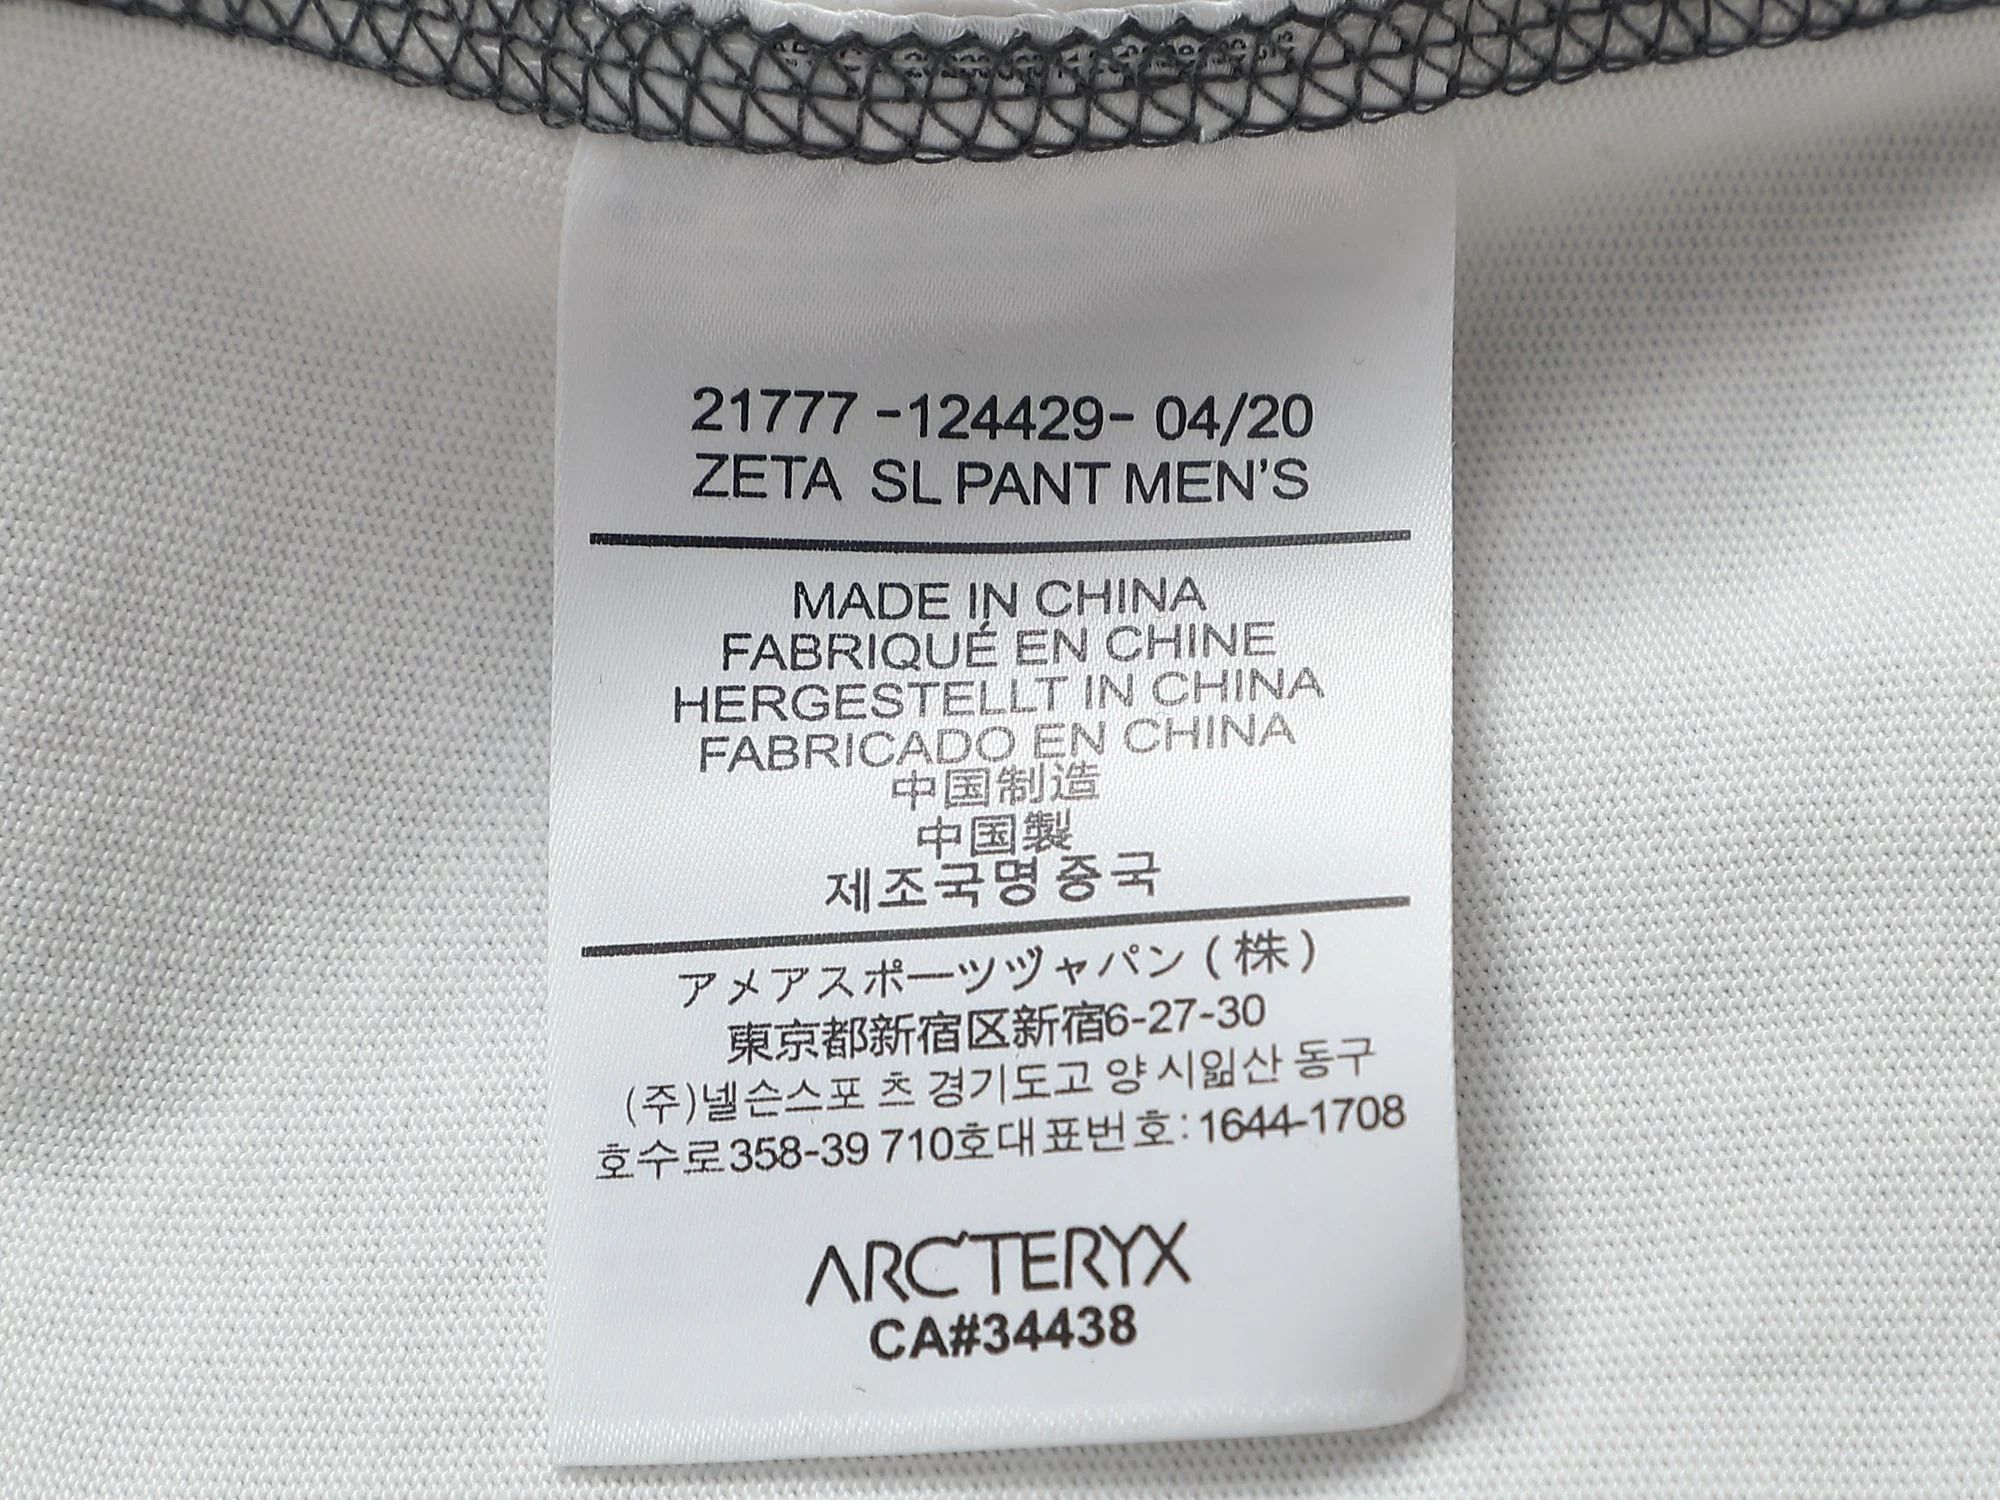 21777 -124429- 04/20
ZETA SL PANT MEN'S
MADE IN CHINA
FABRIQUÉ EN CHINE
HERGESTELLT IN CHINA
FABRICADO EN CHINA
中国制造
中国製
제조국명중국
アメアスポーツヅャパン(株)
東京都新宿区新宿6-27-30
(주)넬슨스포 츠 경기도고 양 시잂산 동구
호수로358-39 710호대표번호:1644-1708
ARC'TERYX
CA#34438